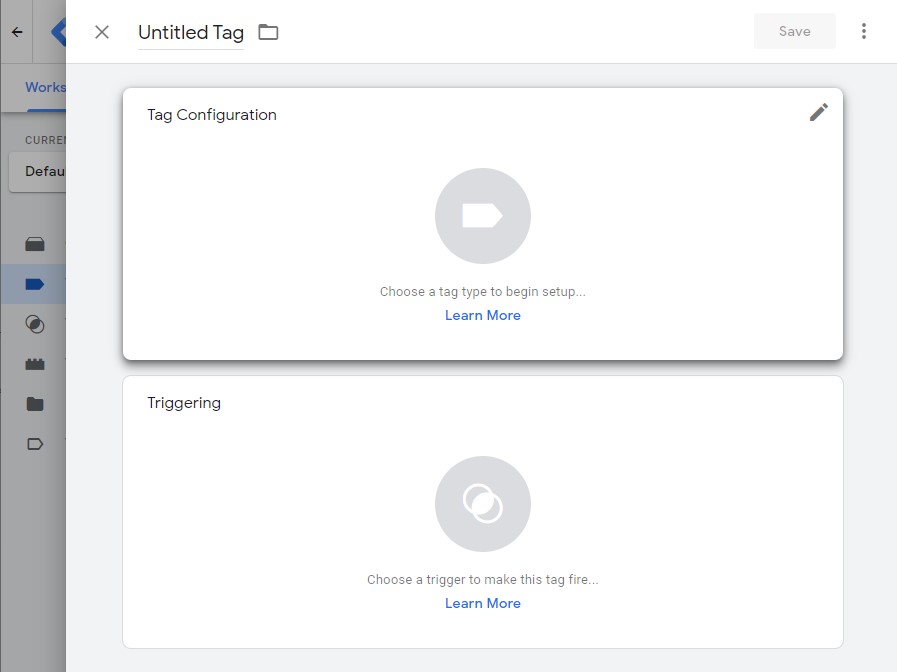 Untitled Tag
Save
Works
CURREN
Defau
Tag Configuration
Choose a tag type to begin setup...
Learn More
Triggering
Choose a trigger to make this tag fire...
Learn More